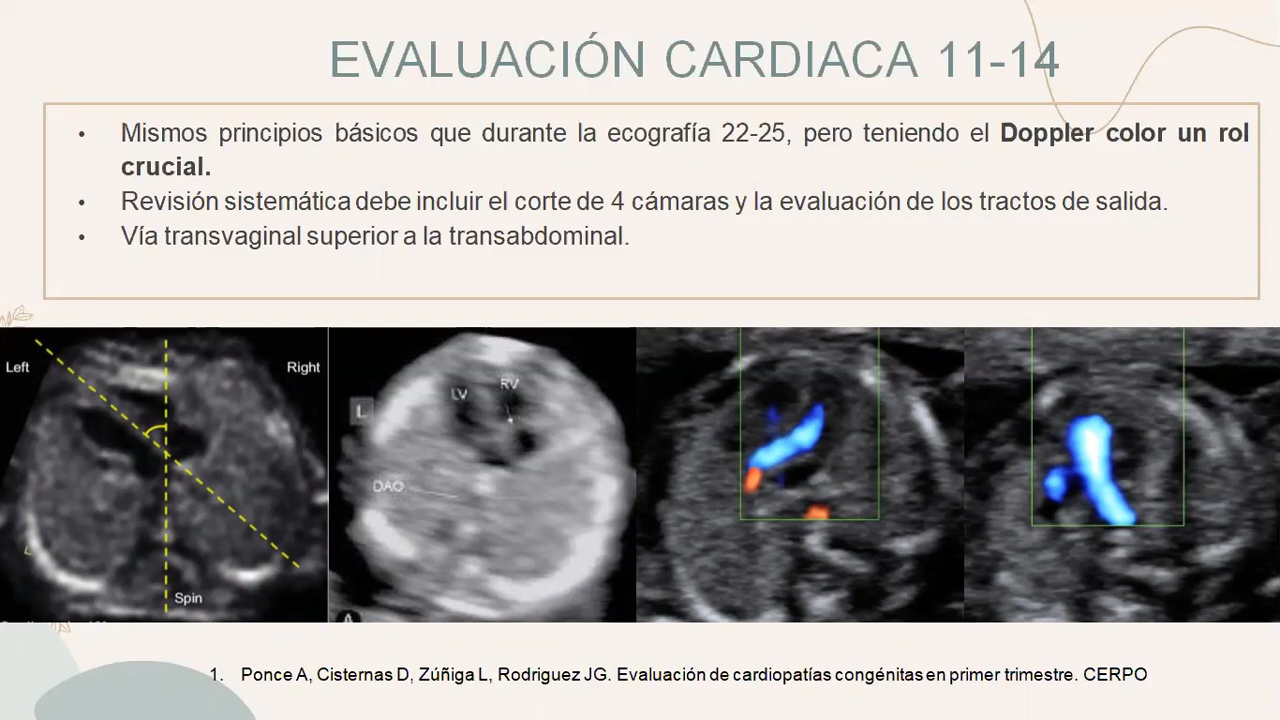 EVALUACIÓN CARDIACA 11-14
• Mismos principios básicos que durante la ecografía 22-25, pero teniendo el Doppler color un rol
crucial.
• Revisión sistemática debe incluir el corte de 4 cámaras y la evaluación de los tractos de salida.
• Vía transvaginal superior a la transabdominal.
Left
Right
Spin
L
LV
RV
DAO
A
1. Ponce A, Cisternas D, Zúñiga L, Rodriguez JG. Evaluación de cardiopatías congénitas en primer trimestre. CERPO